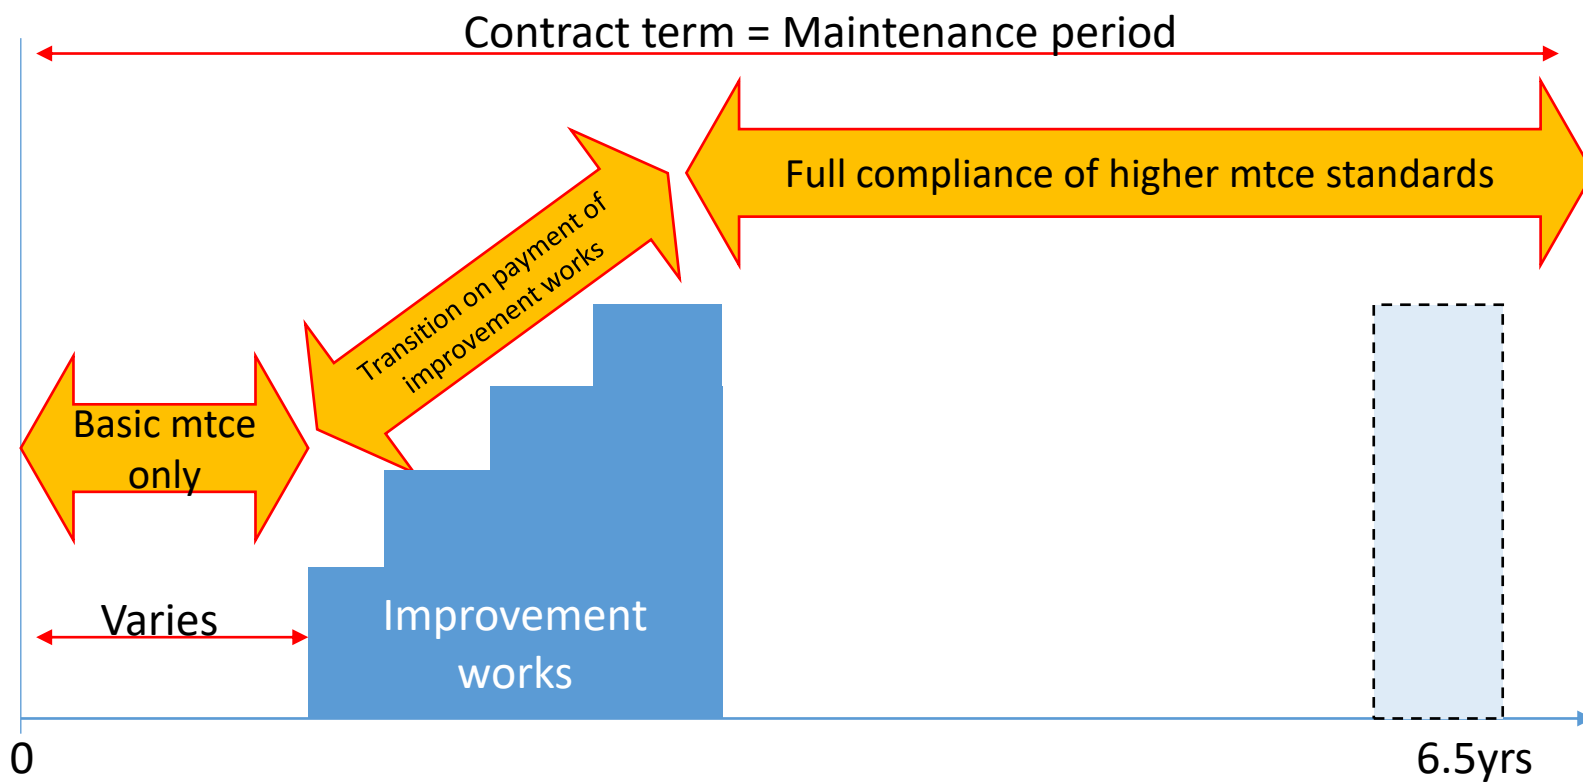 Contract term = Maintenance period
Full compliance of higher mtce standards
Transition on payment of
improvement works
Basic mtce
only
Varies
Improvement
works
0
6.5yrs